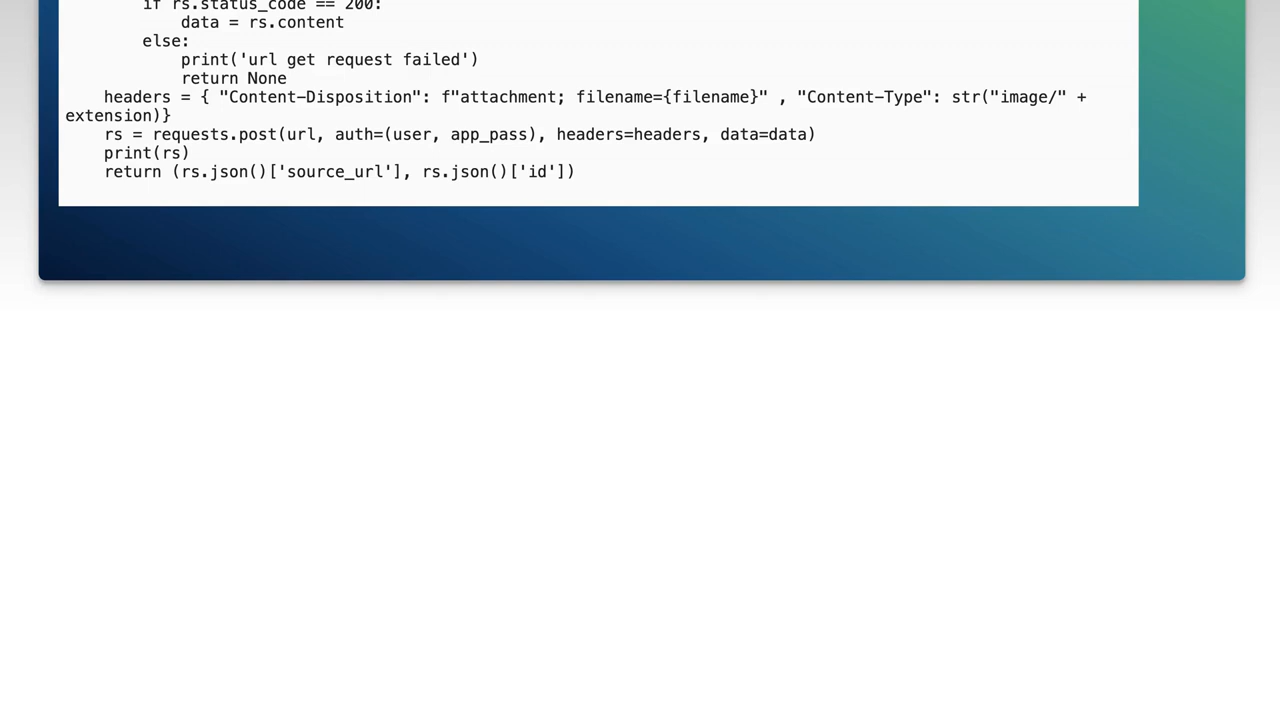 if rs.status_code == 200:
data = rs.content
else:
print('url get request failed')
return None
headers = { "Content-Disposition": f"attachment; filename={filename}" , "Content-Type": str("image/" +
extension)}
rs = requests.post(url, auth=(user, app_pass), headers=headers, data=data)
print(rs)
return (rs.json()['source_url'], rs.json()['id'])